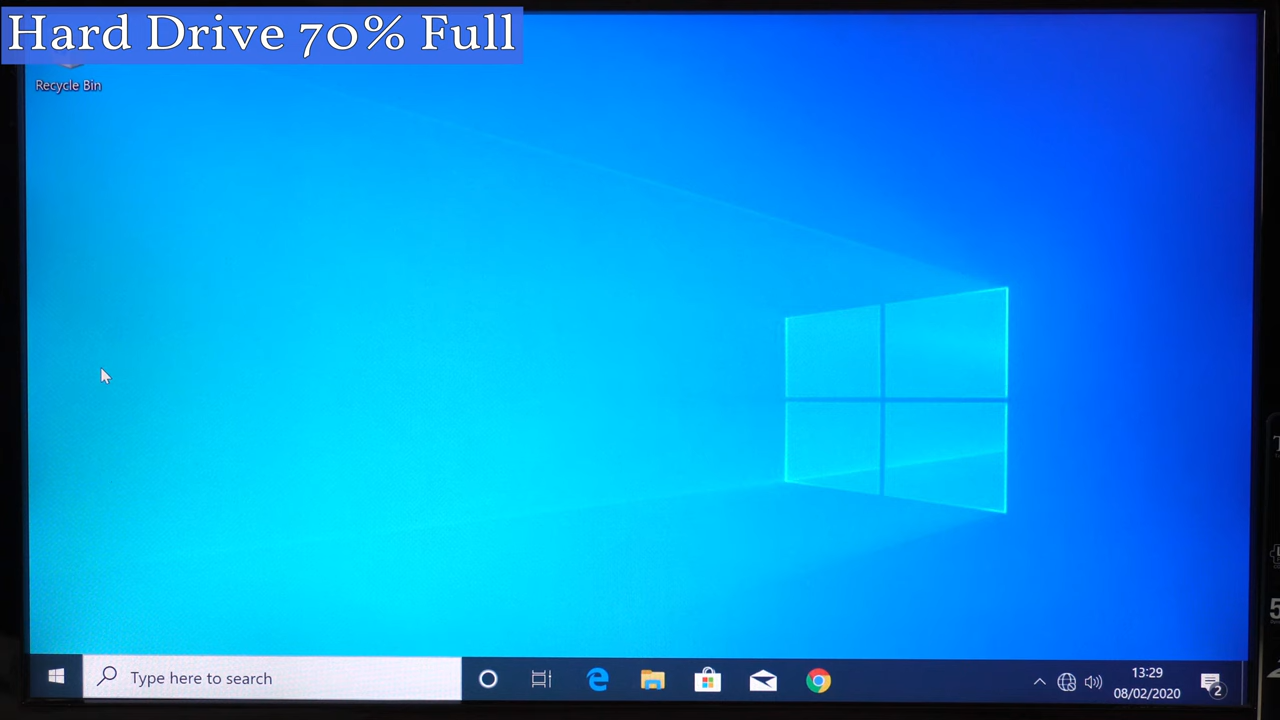 Hard Drive 70% Full
Recycle Bin
Type here to search
13:29
08/02/2020
2